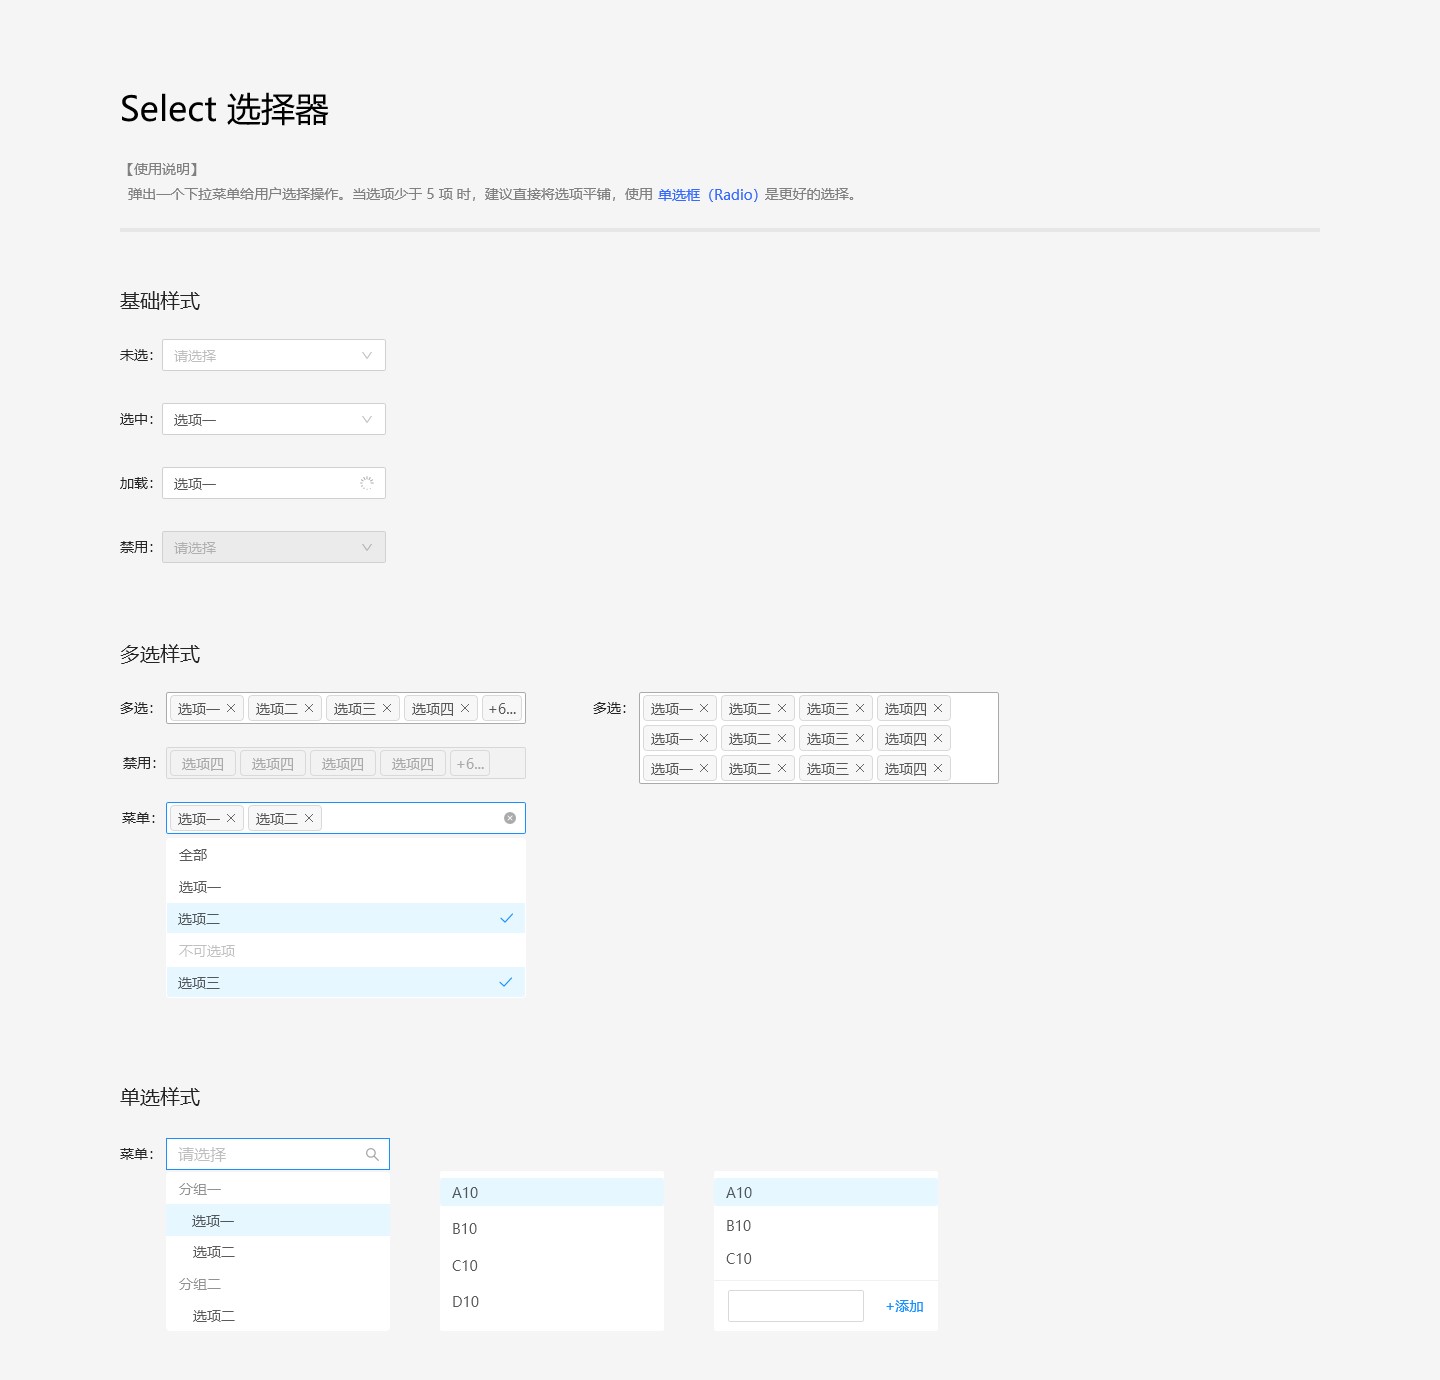 Select 选择器
【使用说明】
弹出一个下拉菜单给用户选择操作。当选项少于 5 项 时，建议直接将选项平铺，使用 单选框（Radio）是更好的选择。
基础样式
未选： 请选择
选中： 选项一
加载： 选项一
禁用： 请选择
多选样式
多选： 选项一 选项二 选项三 选项四 +6...
禁用： 选项四 选项四 选项四 选项四 +6...
菜单： 选项一 选项二
全部
选项一
选项二
不可选项
选项三
多选： 选项一 选项二 选项三 选项四
选项一 选项二 选项三 选项四
选项一 选项二 选项三 选项四
单选样式
菜单： 请选择
分组一
选项一
选项二
分组二
选项二
A10
B10
C10
D10
A10
B10
C10
+添加